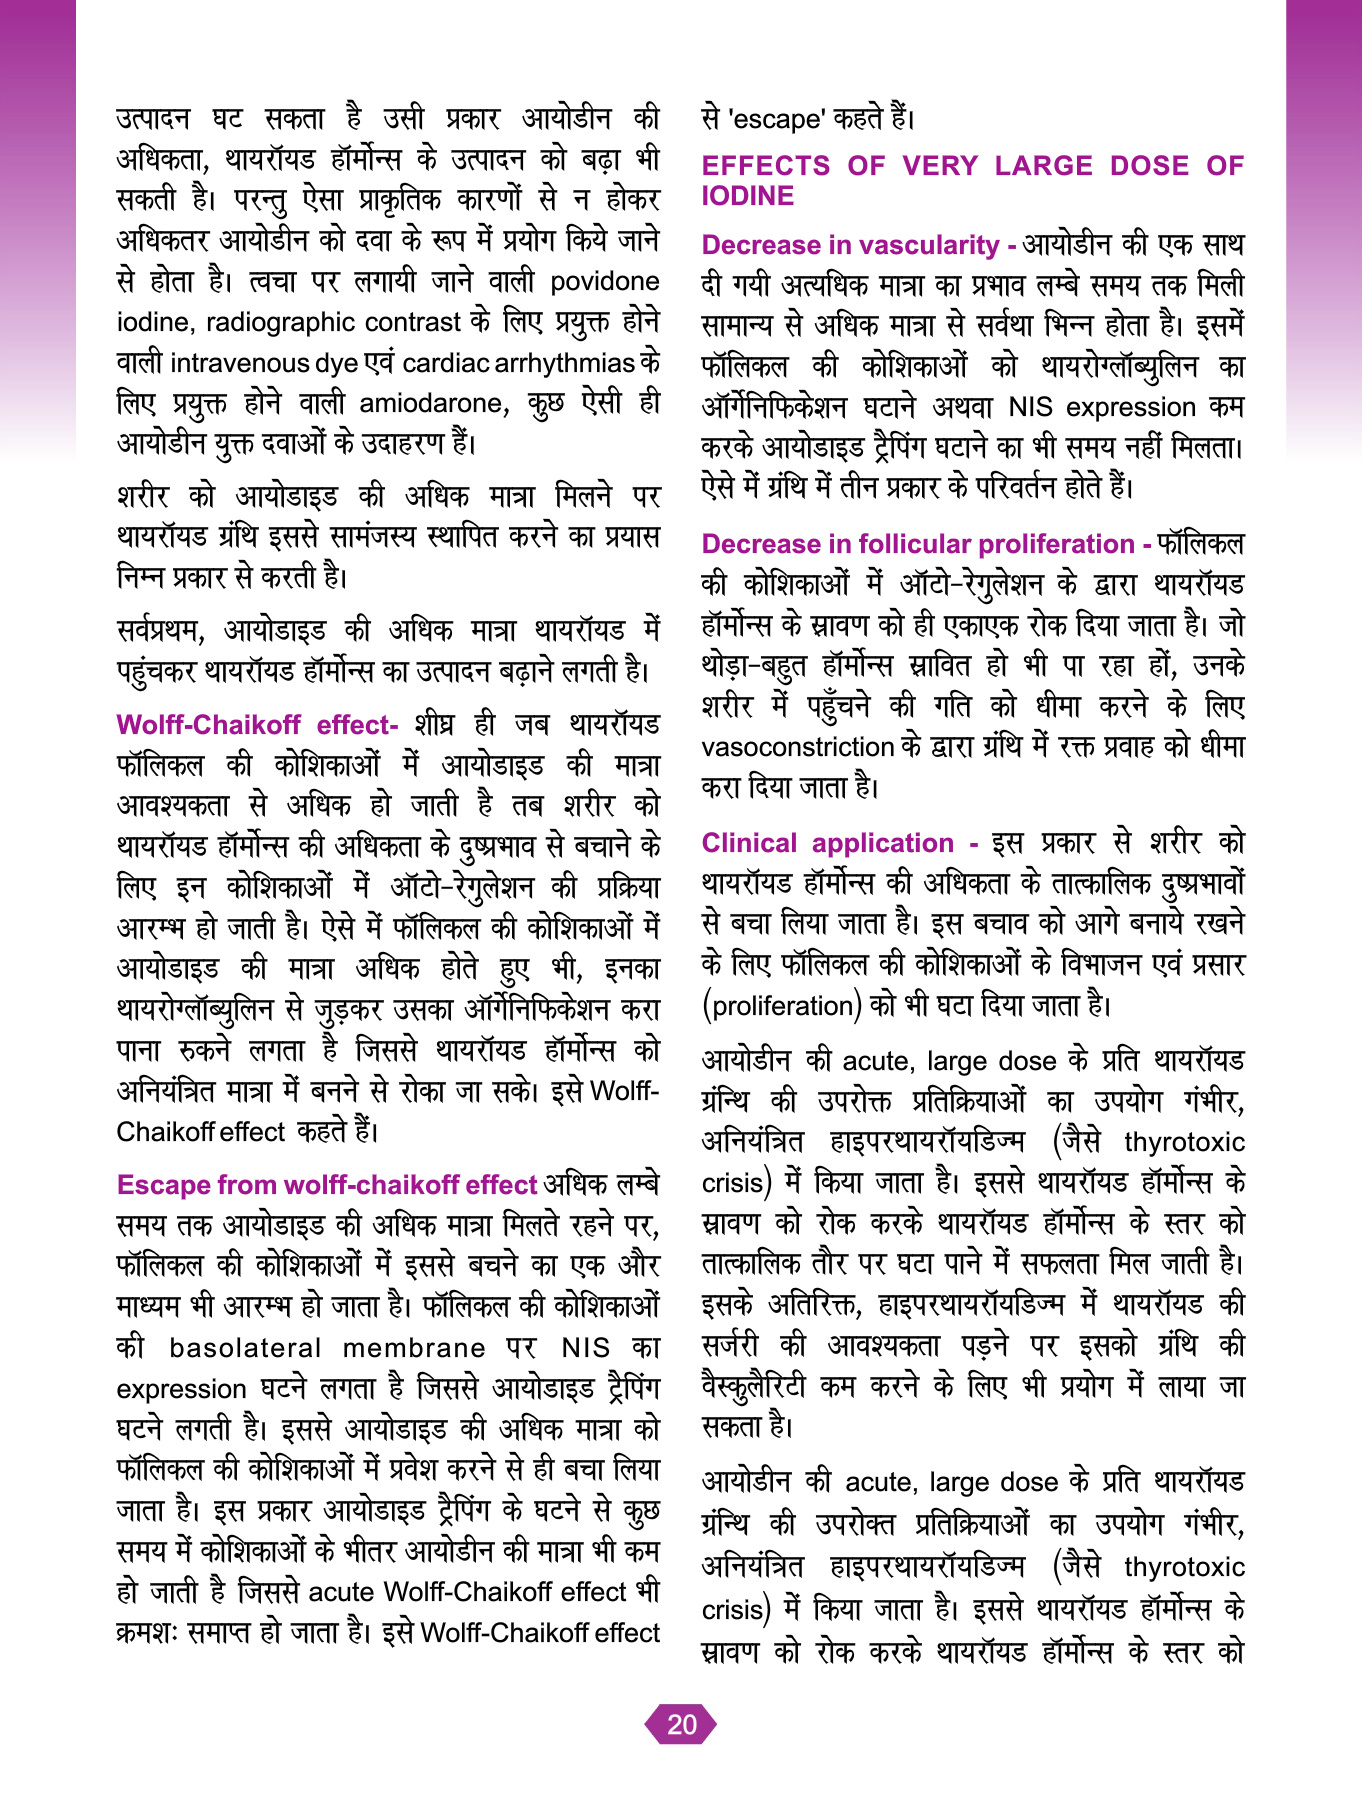 उत्पादन घट सकता है उसी प्रकार आयोडीन की
अधिकता, थायरॉयड हॉर्मोन्स के उत्पादन को बढ़ा भी
सकती है। परन्तु ऐसा प्राकृतिक कारणों से न होकर
अधिकतर आयोडीन को दवा के रूप में प्रयोग किये जाने
से होता है। त्वचा पर लगायी जाने वाली povidone
iodine, radiographic contrast के लिए प्रयुक्त होने
वाली intravenous dye एवं cardiac arrhythmias के
लिए प्रयुक्त होने वाली amiodarone, कुछ ऐसी ही
आयोडीन युक्त दवाओं के उदाहरण हैं।
शरीर को आयोडाइड की अधिक मात्रा मिलने पर
थायरॉयड ग्रंथि इससे सामंजस्य स्थापित करने का प्रयास
निम्न प्रकार से करती है।
सर्वप्रथम, आयोडाइड की अधिक मात्रा थायरॉयड में
पहुंचकर थायरॉयड हॉर्मोन्स का उत्पादन बढ़ाने लगती है।
Wolff-Chaikoff effect- शीघ्र ही जब थायरॉयड
फॉलिकल की कोशिकाओं में आयोडाइड की मात्रा
आवश्यकता से अधिक हो जाती है तब शरीर को
थायरॉयड हॉर्मोन्स की अधिकता के दुष्प्रभाव से बचाने के
लिए इन कोशिकाओं में ऑटो-रेगुलेशन की प्रक्रिया
आरम्भ हो जाती है। ऐसे में फॉलिकल की कोशिकाओं में
आयोडाइड की मात्रा अधिक होते हुए भी, इनका
थायरोग्लॉब्युलिन से जुड़कर उसका ऑर्गेनिफिकेशन करा
पाना रुकने लगता है जिससे थायरॉयड हॉर्मोन्स को
अनियंत्रित मात्रा में बनने से रोका जा सके। इसे Wolff-
Chaikoff effect कहते हैं।
Escape from wolff-chaikoff effect अधिक लम्बे
समय तक आयोडाइड की अधिक मात्रा मिलते रहने पर,
फॉलिकल की कोशिकाओं में इससे बचने का एक और
माध्यम भी आरम्भ हो जाता है। फॉलिकल की कोशिकाओं
की basolateral membrane पर NIS का
expression घटने लगता है जिससे आयोडाइड ट्रैपिंग
घटने लगती है। इससे आयोडाइड की अधिक मात्रा को
फॉलिकल की कोशिकाओं में प्रवेश करने से ही बचा लिया
जाता है। इस प्रकार आयोडाइड ट्रैपिंग के घटने से कुछ
समय में कोशिकाओं के भीतर आयोडीन की मात्रा भी कम
हो जाती है जिससे acute Wolff-Chaikoff effect भी
क्रमशः समाप्त हो जाता है। इसे Wolff-Chaikoff effect
से 'escape' कहते हैं।
EFFECTS OF VERY LARGE DOSE OF
IODINE
Decrease in vascularity - आयोडीन की एक साथ
दी गयी अत्यधिक मात्रा का प्रभाव लम्बे समय तक मिली
सामान्य से अधिक मात्रा से सर्वथा भिन्न होता है। इसमें
फॉलिकल की कोशिकाओं को थायरोग्लॉब्युलिन का
ऑर्गेनिफिकेशन घटाने अथवा NIS expression कम
करके आयोडाइड ट्रैपिंग घटाने का भी समय नहीं मिलता।
ऐसे में ग्रंथि में तीन प्रकार के परिवर्तन होते हैं।
Decrease in follicular proliferation - फॉलिकल
की कोशिकाओं में ऑटो-रेगुलेशन के द्वारा थायरॉयड
हॉर्मोन्स के स्रावण को ही एकाएक रोक दिया जाता है। जो
थोड़ा-बहुत हॉर्मोन्स स्रावित हो भी पा रहा हों, उनके
शरीर में पहुँचने की गति को धीमा करने के लिए
vasoconstriction के द्वारा ग्रंथि में रक्त प्रवाह को धीमा
करा दिया जाता है।
Clinical application - इस प्रकार से शरीर को
थायरॉयड हॉर्मोन्स की अधिकता के तात्कालिक दुष्प्रभावों
से बचा लिया जाता है। इस बचाव को आगे बनाये रखने
के लिए फॉलिकल की कोशिकाओं के विभाजन एवं प्रसार
(proliferation) को भी घटा दिया जाता है।
आयोडीन की acute, large dose के प्रति थायरॉयड
ग्रंन्थि की उपरोक्त प्रतिक्रियाओं का उपयोग गंभीर,
अनियंत्रित हाइपरथायरॉयडिज्म (जैसे thyrotoxic
crisis) में किया जाता है। इससे थायरॉयड हॉर्मोन्स के
स्रावण को रोक करके थायरॉयड हॉर्मोन्स के स्तर को
तात्कालिक तौर पर घटा पाने में सफलता मिल जाती है।
इसके अतिरिक्त, हाइपरथायरॉयडिज्म में थायरॉयड की
सर्जरी की आवश्यकता पड़ने पर इसको ग्रंथि की
वैस्कुलैरिटी कम करने के लिए भी प्रयोग में लाया जा
सकता है।
आयोडीन की acute, large dose के प्रति थायरॉयड
ग्रंन्थि की उपरोक्त प्रतिक्रियाओं का उपयोग गंभीर,
अनियंत्रित हाइपरथायरॉयडिज्म (जैसे thyrotoxic
crisis) में किया जाता है। इससे थायरॉयड हॉर्मोन्स के
स्रावण को रोक करके थायरॉयड हॉर्मोन्स के स्तर को
20